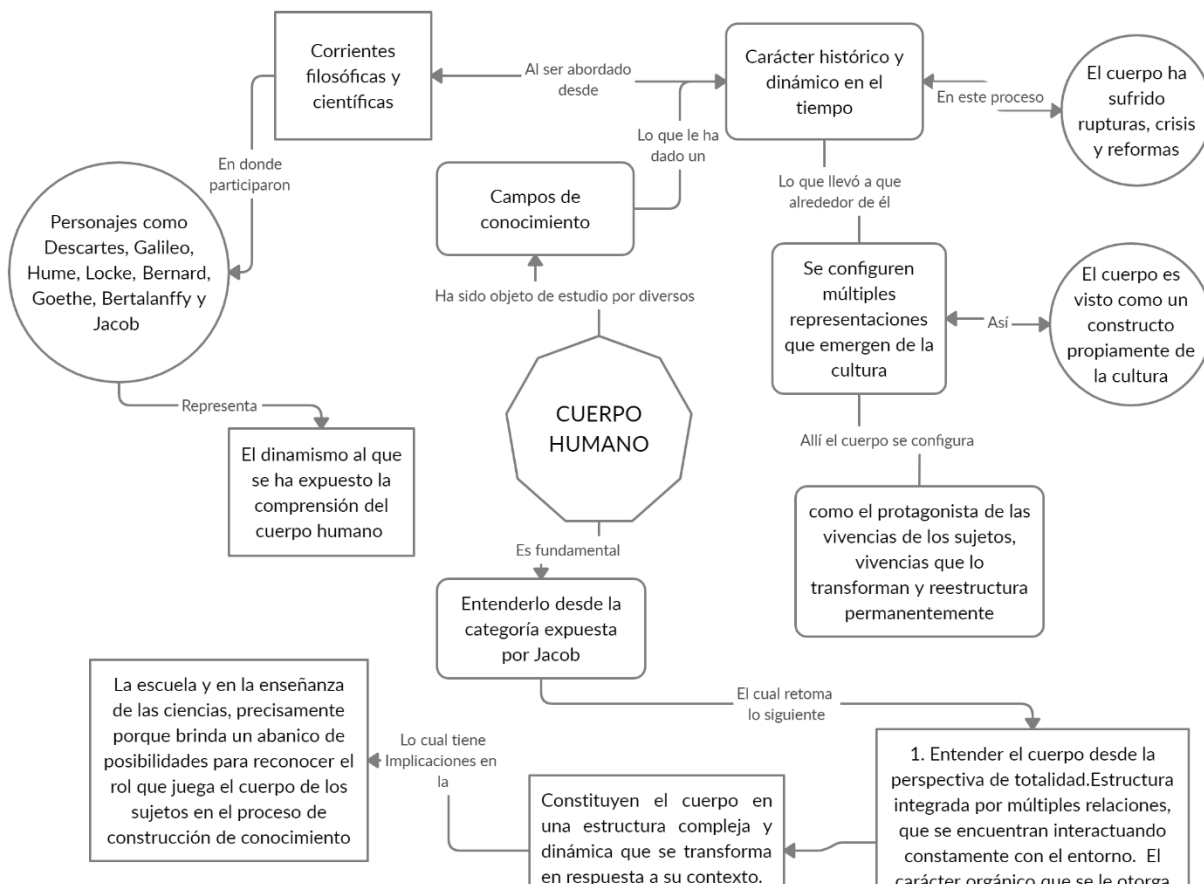 Corrientes
filosóficas y
científicas
Al ser abordado
desde
Carácter histórico y
dinámico en el
tiempo
En este proceso
El cuerpo ha
sufrido
rupturas, crisis
y reformas
En donde
participaron
Lo que le ha
dado un
Campos de
conocimiento
Lo que llevó a que
alrededor de él
Personajes como
Descartes, Galileo,
Hume, Locke, Bernard,
Goethe, Bertalanffy y
Jacob
Ha sido objeto de estudio por diversos
Se configuren
múltiples
representaciones
que emergen de la
cultura
Así
El cuerpo es
visto como un
constructo
propiamente de
la cultura
Representa
CUERPO
HUMANO
Allí el cuerpo se configura
El dinamismo al que
se ha expuesto la
comprensión del
cuerpo humano
como el protagonista de las
vivencias de los sujetos,
vivencias que lo
transforman y reestructura
permanentemente
Es fundamental
Entenderlo desde la
categoría expuesta
por Jacob
El cual retoma
lo siguiente
La escuela y en la enseñanza
de las ciencias, precisamente
porque brinda un abanico de
posibilidades para reconocer el
rol que juega el cuerpo de los
sujetos en el proceso de
construcción de conocimiento
Lo cual tiene
Implicaciones en
la
Constituyen el cuerpo en
una estructura compleja y
dinámica que se transforma
en respuesta a su contexto.
1. Entender el cuerpo desde la
perspectiva de totalidad.Estructura
integrada por múltiples relaciones,
que se encuentran interactuando
constamente con el entorno. El
carácter orgánico que se le otorga